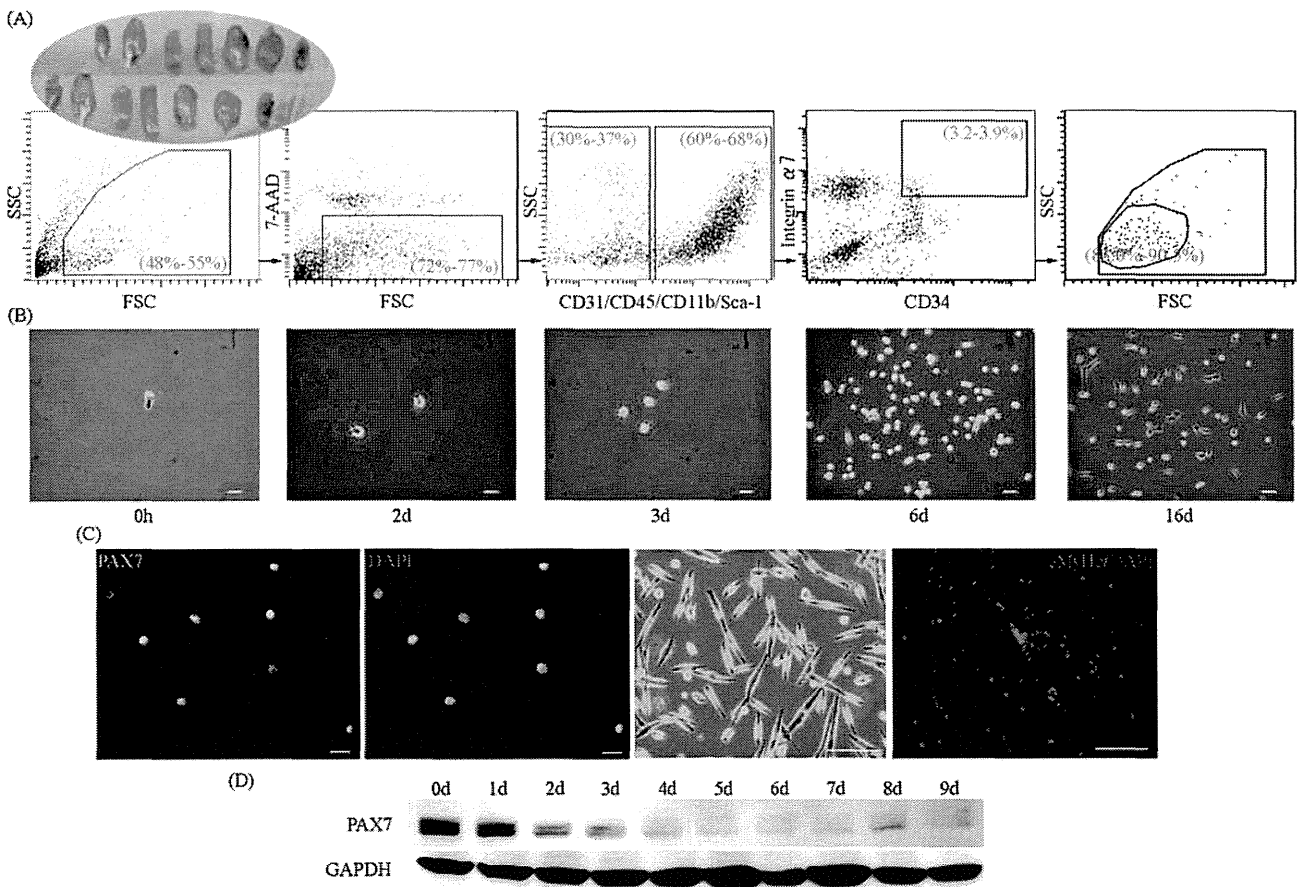 (A)
(30%-37%) (60%-68%) (3.2-3.9%)
SSC 7-AAD SSC Integrin α7 SSC
(48%-55%) (72%-77%)
FSC FSC CD31/CD45/CD11b/Sca-1 CD34 FSC
(B)
0h 2d 3d 6d 16d
(C)
PAX7 DAPI
(D)
0d 1d 2d 3d 4d 5d 6d 7d 8d 9d
PAX7
GAPDH